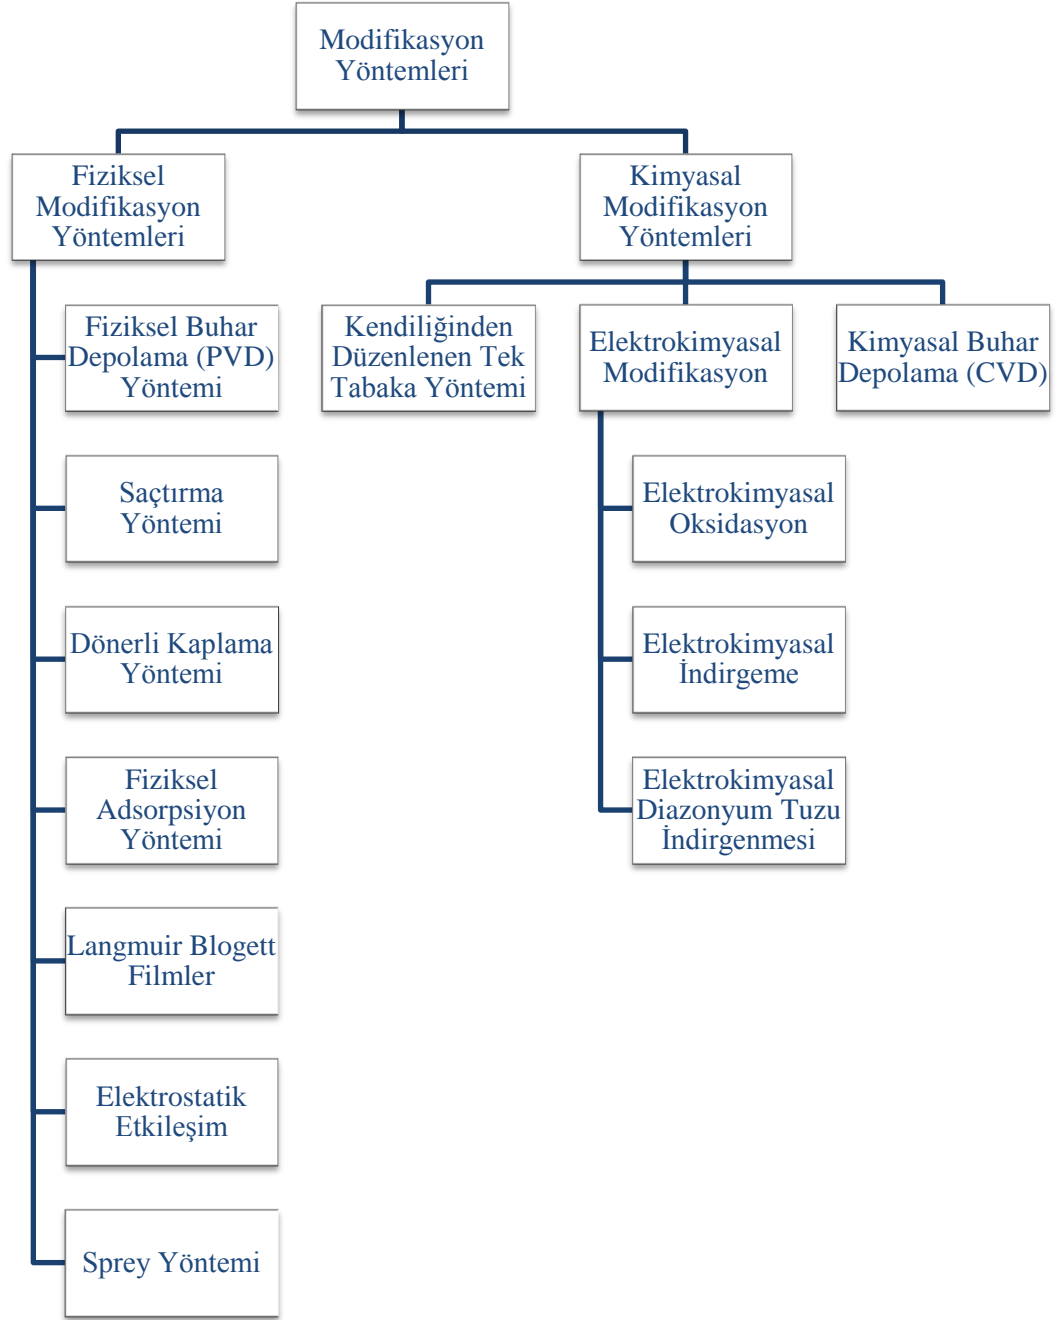 Modifikasyon
Yöntemleri
Fiziksel
Modifikasyon
Yöntemleri
Fiziksel Buhar
Depolama (PVD)
Yöntemi
Saçtırma
Yöntemi
Dönerli Kaplama
Yöntemi
Fiziksel
Adsorpsiyon
Yöntemi
Langmuir Blogett
Filmler
Elektrostatik
Etkileşim
Sprey Yöntemi
Kimyasal
Modifikasyon
Yöntemleri
Kendiliğinden
Düzenlenen Tek
Tabaka Yöntemi
Elektrokimyasal
Modifikasyon
Elektrokimyasal
Oksidasyon
Elektrokimyasal
İndirgeme
Elektrokimyasal
Diazonyum Tuzu
İndirgenmesi
Kimyasal Buhar
Depolama (CVD)